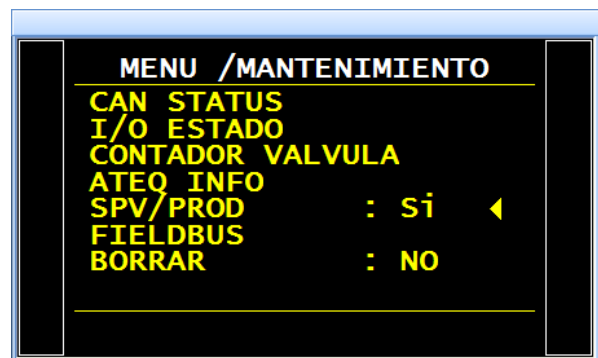 MENU /MANTENIMIENTO
CAN STATUS
I/O ESTADO
CONTADOR VALVULA
ATEQ INFO
SPV/PROD : Si
FIELDBUS
BORRAR : NO